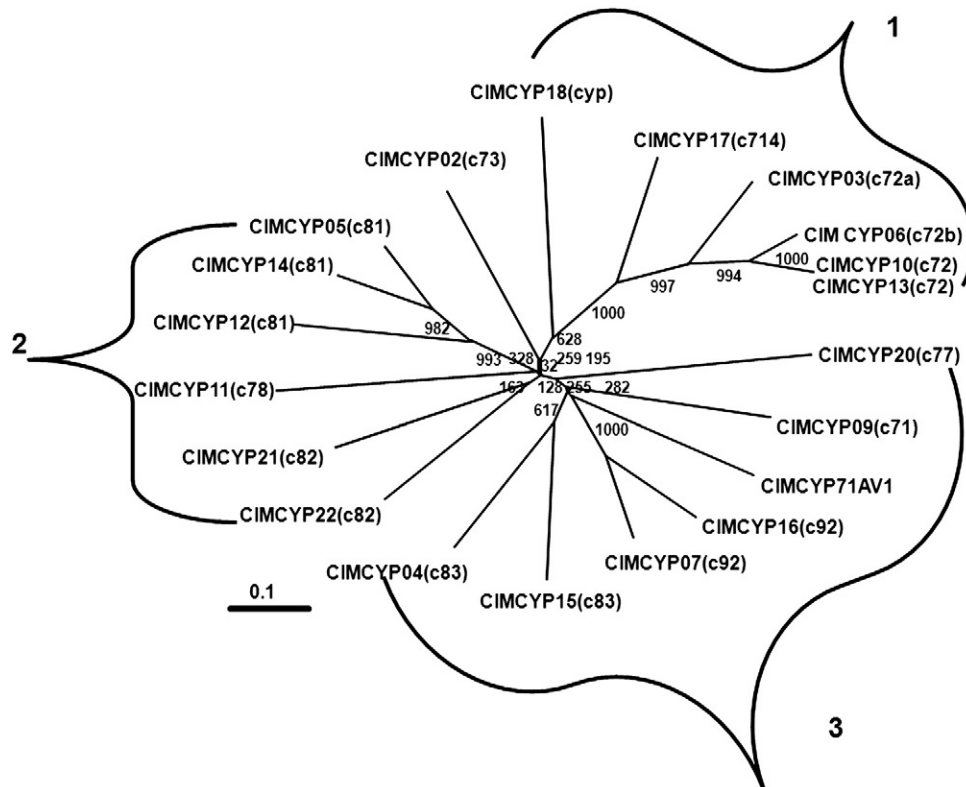 1
CIMCYP18(cyp)
CIMCYP17(c714)
CIMCYP02(c73)
CIMCYP03(c72a)
CIMCYP05(c81)
CIM CYP06(c72b)
CIMCYP14(c81)
1000
CIMCYP10(c72)
994
997
CIMCYP13(c72)
1000
CIMCYP12(c81)
982
628
2
993
328
32
259
195
CIMCYP20(c77)
CIMCYP11(c78)
163
128
255
282
617
1000
CIMCYP09(c71)
CIMCYP21(c82)
CIMCYP71AV1
CIMCYP22(c82)
CIMCYP16(c92)
CIMCYP07(c92)
CIMCYP04(c83)
0.1
CIMCYP15(c83)
3